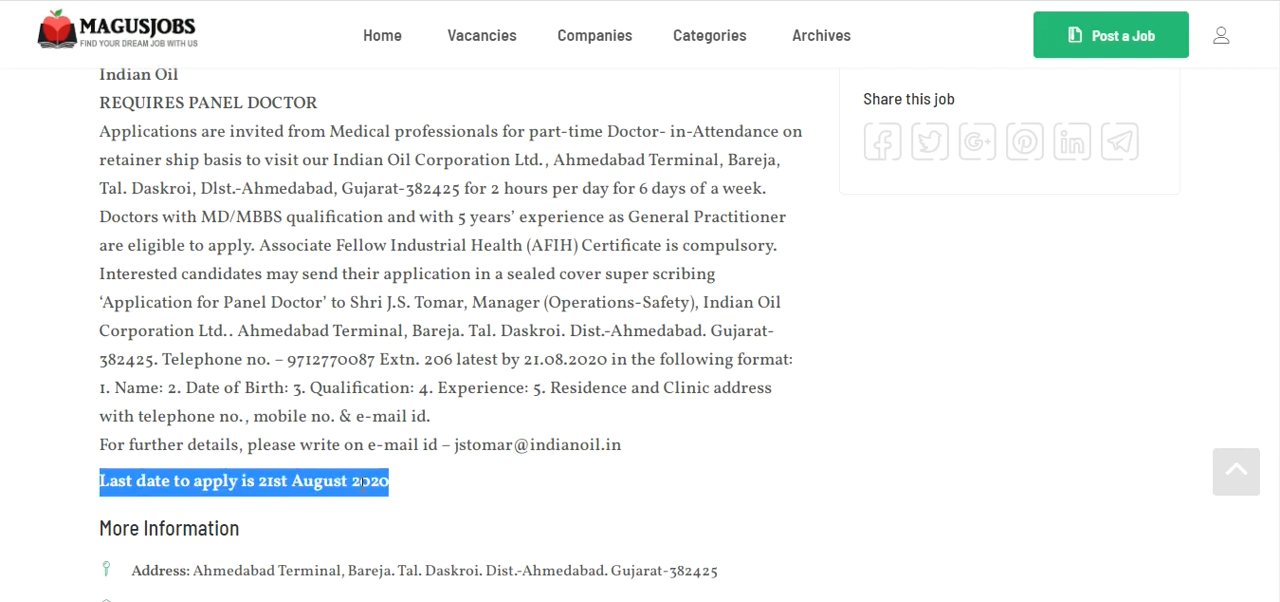 MAGUSJOBS
FIND YOUR DREAM JOB WITH US
Home Vacancies Companies Categories Archives
Post a Job
Indian Oil
REQUIRES PANEL DOCTOR
Applications are invited from Medical professionals for part-time Doctor- in-Attendance on
retainer ship basis to visit our Indian Oil Corporation Ltd., Ahmedabad Terminal, Bareja,
Tal. Daskroi, Dlst.-Ahmedabad, Gujarat-382425 for 2 hours per day for 6 days of a week.
Doctors with MD/MBBS qualification and with 5 years’ experience as General Practitioner
are eligible to apply. Associate Fellow Industrial Health (AFIH) Certificate is compulsory.
Interested candidates may send their application in a sealed cover super scribing
‘Application for Panel Doctor’ to Shri J.S. Tomar, Manager (Operations-Safety), Indian Oil
Corporation Ltd.. Ahmedabad Terminal, Bareja. Tal. Daskroi. Dist.-Ahmedabad. Gujarat-
382425. Telephone no. – 9712770087 Extn. 206 latest by 21.08.2020 in the following format:
1. Name: 2. Date of Birth: 3. Qualification: 4. Experience: 5. Residence and Clinic address
with telephone no., mobile no. & e-mail id.
For further details, please write on e-mail id – jstomar@indianoil.in
Last date to apply is 21st August 2020
More Information
Address: Ahmedabad Terminal, Bareja. Tal. Daskroi. Dist.-Ahmedabad. Gujarat-382425
Share this job